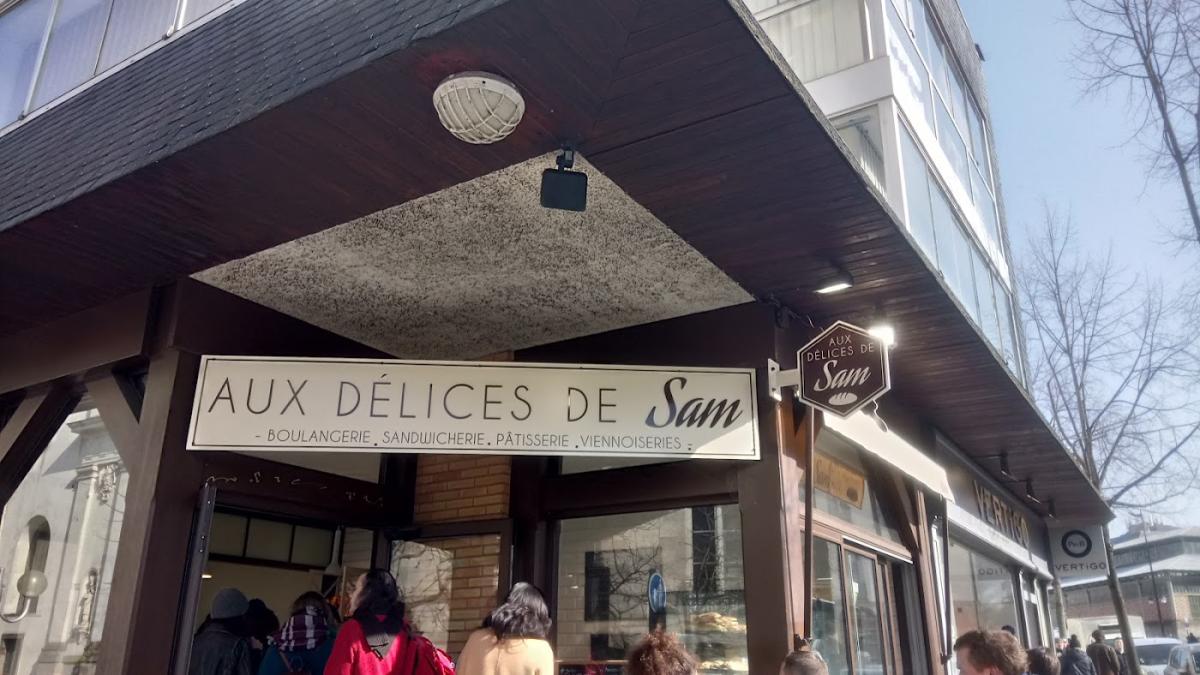 AUX DÉLICES DE Sam
- BOULANGERIE . SANDWICHERIE . PÂTISSERIE . VIENNOISERIES -
AUX
DÉLICES DE
Sam
VERTIGO
VERTIGO